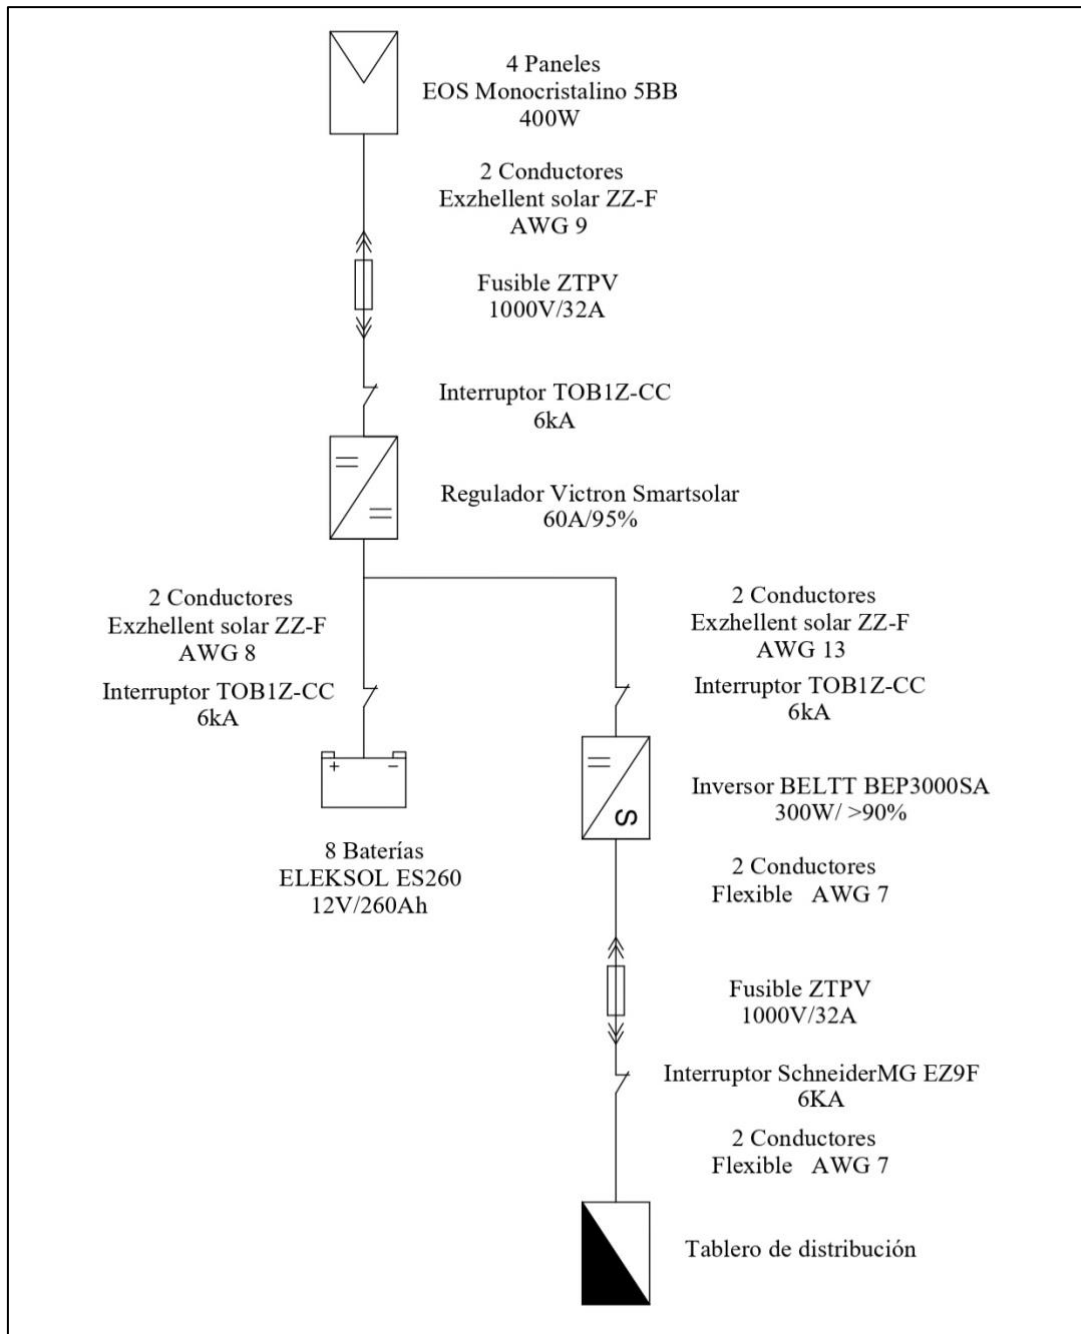 4 Paneles
EOS Monocristalino 5BB
400W
2 Conductores
Exzhellent solar ZZ-F
AWG 9
Fusible ZTPV
1000V/32A
Interruptor TOB1Z-CC
6kA
Regulador Victron Smartsolar
60A/95%
2 Conductores
Exzhellent solar ZZ-F
AWG 8
Interruptor TOB1Z-CC
6kA
+ −
8 Baterías
ELEKSOL ES260
12V/260Ah
2 Conductores
Exzhellent solar ZZ-F
AWG 13
Interruptor TOB1Z-CC
6kA
Inversor BELTT BEP3000SA
300W/ >90%
2 Conductores
Flexible AWG 7
Fusible ZTPV
1000V/32A
Interruptor SchneiderMG EZ9F
6KA
2 Conductores
Flexible AWG 7
Tablero de distribución